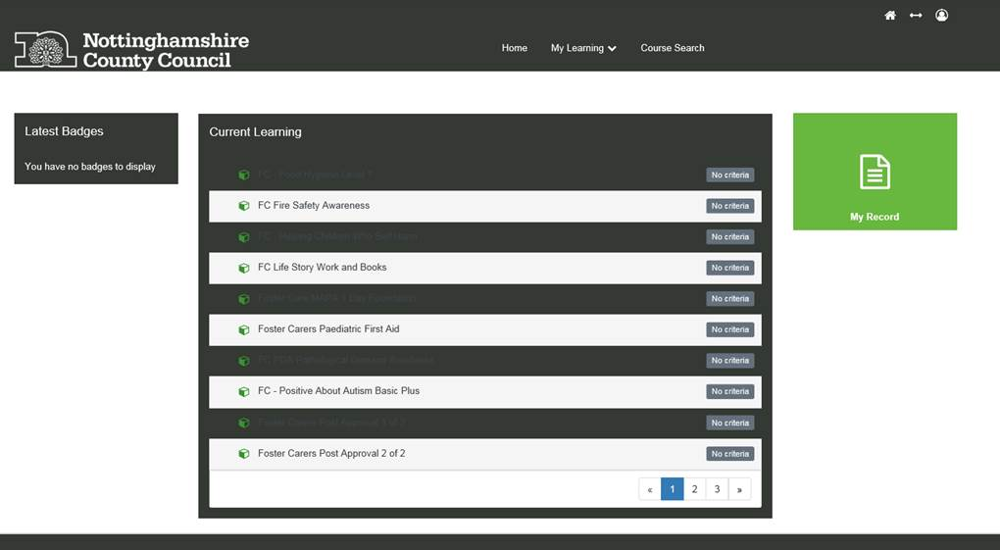 Nottinghamshire
County Council
Home My Learning Course Search
Latest Badges
You have no badges to display
Current Learning
FC - Food Hygiene Level 2 No criteria
FC Fire Safety Awareness No criteria
FC - Helping Children Who Self Harm No criteria
FC Life Story Work and Books No criteria
Foster Care MAPA 1 Day Foundation No criteria
Foster Carers Paediatric First Aid No criteria
FC PDA Pathological Demand Avoidance No criteria
FC - Positive About Autism Basic Plus No criteria
Foster Carers Post Approval 1 of 2 No criteria
Foster Carers Post Approval 2 of 2 No criteria
« 1 2 3 »
My Record